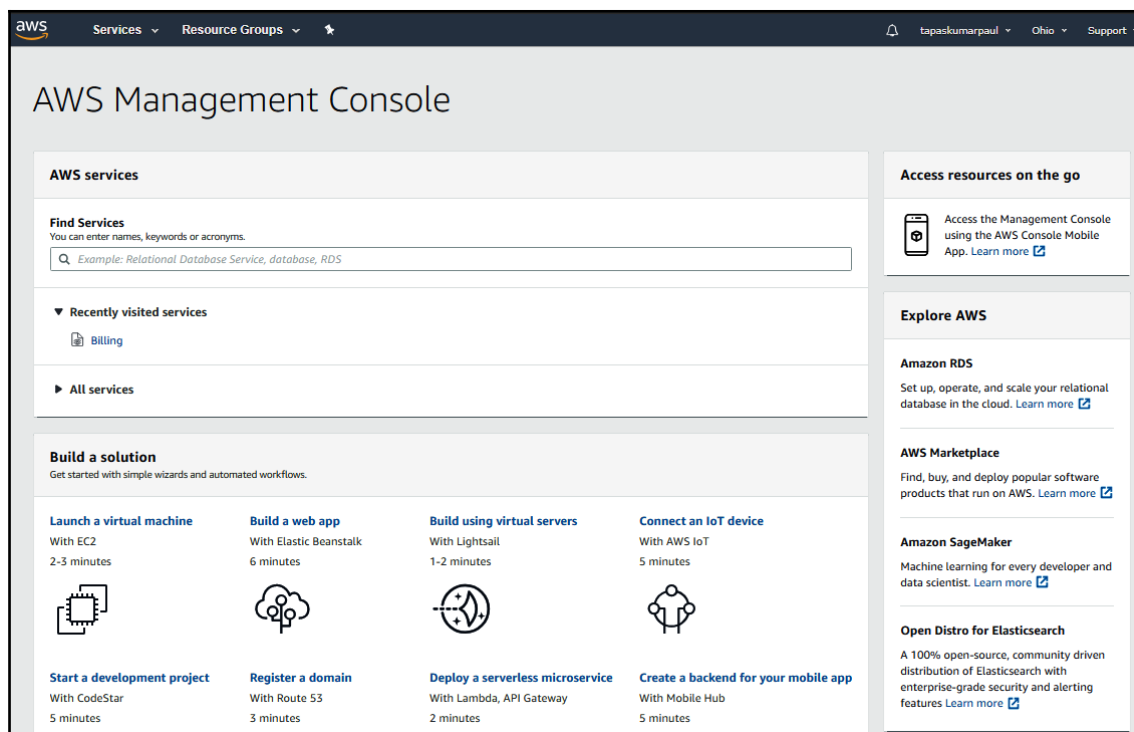 aws
Services
Resource Groups
tapaskumarpaul
Ohio
Support
AWS Management Console
AWS services
Find Services
You can enter names, keywords or acronyms.
Example: Relational Database Service, database, RDS
Recently visited services
Billing
All services
Build a solution
Get started with simple wizards and automated workflows.
Launch a virtual machine
With EC2
2-3 minutes
Build a web app
With Elastic Beanstalk
6 minutes
Build using virtual servers
With Lightsail
1-2 minutes
Connect an IoT device
With AWS IoT
5 minutes
Start a development project
With CodeStar
5 minutes
Register a domain
With Route 53
3 minutes
Deploy a serverless microservice
With Lambda, API Gateway
2 minutes
Create a backend for your mobile app
With Mobile Hub
5 minutes
Access resources on the go
Access the Management Console
using the AWS Console Mobile
App. Learn more
Explore AWS
Amazon RDS
Set up, operate, and scale your relational
database in the cloud. Learn more
AWS Marketplace
Find, buy, and deploy popular software
products that run on AWS. Learn more
Amazon SageMaker
Machine learning for every developer and
data scientist. Learn more
Open Distro for Elasticsearch
A 100% open-source, community driven
distribution of Elasticsearch with
enterprise-grade security and alerting
features Learn more